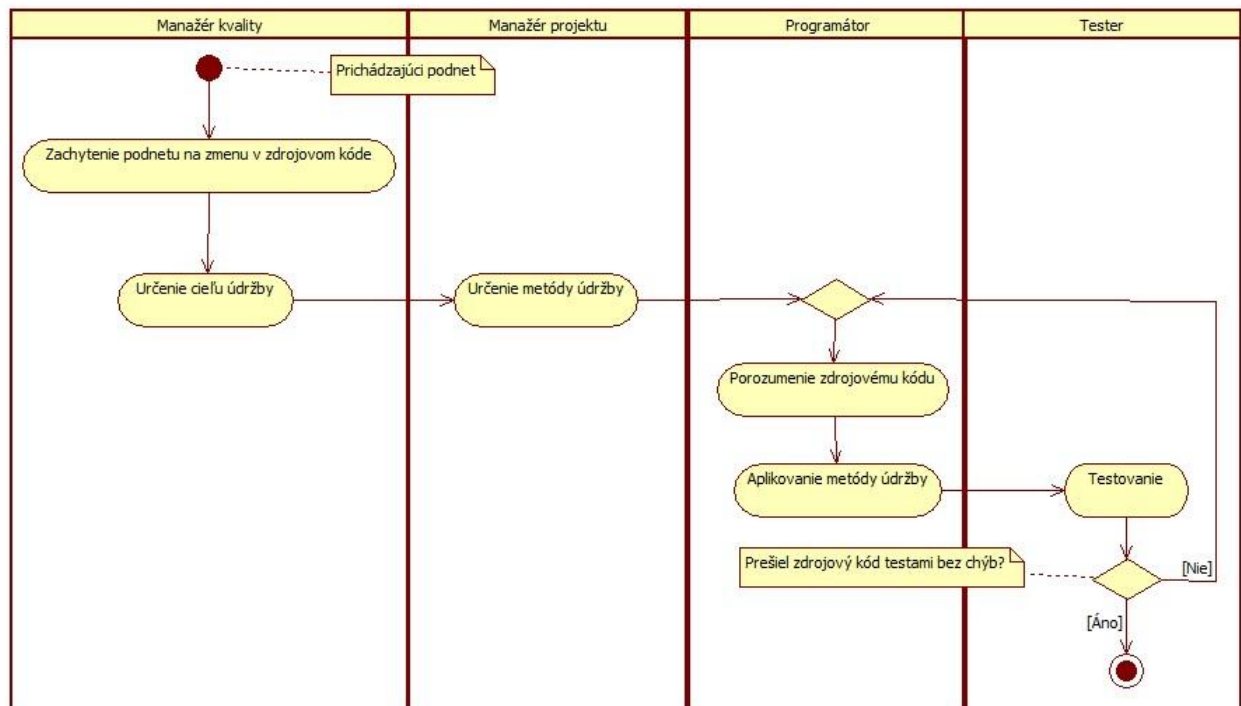 Manažér kvality
Manažér projektu
Programátor
Tester
Prichádzajúci podnet
Zachytenie podnetu na zmenu v zdrojovom kóde
Určenie cieľu údržby
Určenie metódy údržby
Porozumenie zdrojovému kódu
Aplikovanie metódy údržby
Testovanie
Prešiel zdrojový kód testami bez chýb?
[Nie]
[Áno]